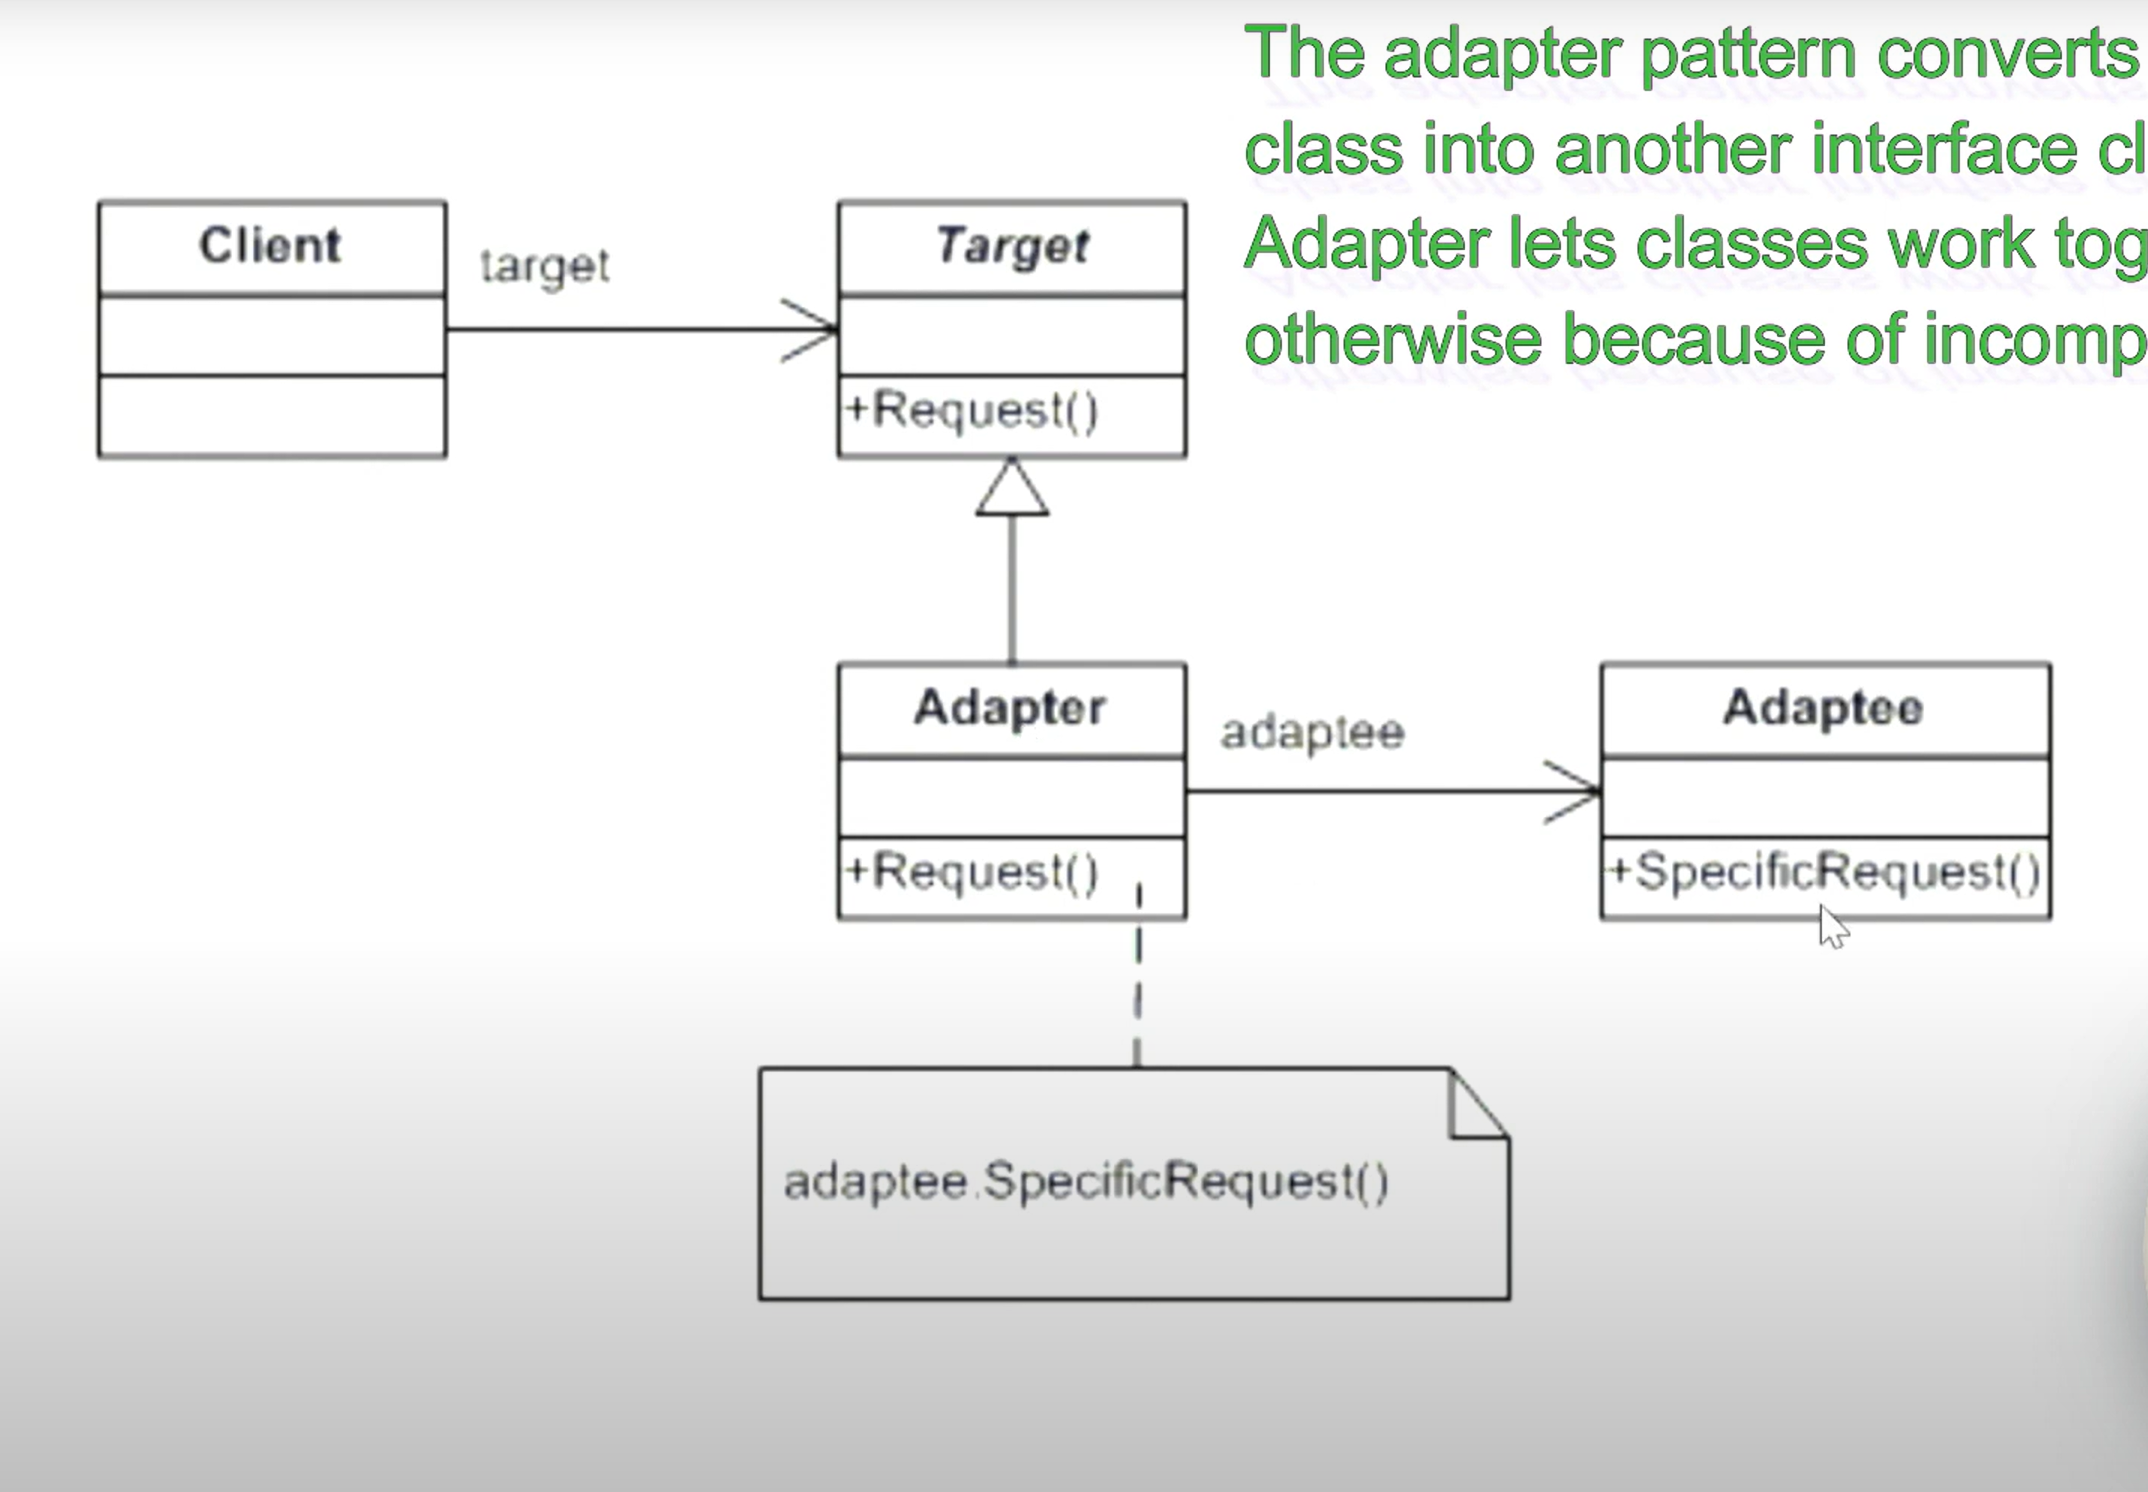 The adapter pattern converts
class into another interface cl
Adapter lets classes work tog
otherwise because of incomp
Client
target
Target
+Request()
Adapter
adaptee
Adaptee
+Request()
+SpecificRequest()
adaptee.SpecificRequest()